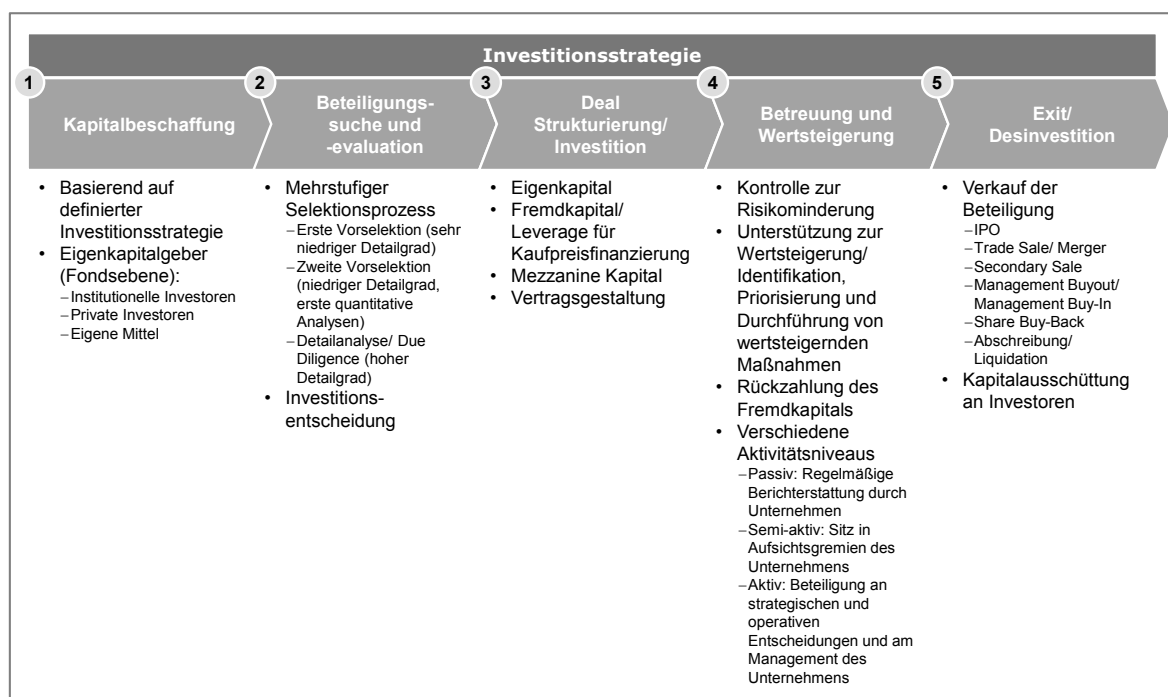 Investitionsstrategie
1
Kapitalbeschaffung
2
Beteiligungs-
suche und
-evaluation
3
Deal
Strukturierung/
Investition
4
Betreuung und
Wertsteigerung
5
Exit/
Desinvestition
• Basierend auf
definierter
Investitionsstrategie
• Eigenkapitalgeber
(Fondsebene):
–Institutionelle Investoren
–Private Investoren
–Eigene Mittel
• Mehrstufiger
Selektionsprozess
–Erste Vorselektion (sehr
niedriger Detailgrad)
–Zweite Vorselektion
(niedriger Detailgrad,
erste quantitative
Analysen)
–Detailanalyse/ Due
Diligence (hoher
Detailgrad)
• Investitions-
entscheidung
• Eigenkapital
• Fremdkapital/
Leverage für
Kaufpreisfinanzierung
• Mezzanine Kapital
• Vertragsgestaltung
• Kontrolle zur
Risikominderung
• Unterstützung zur
Wertsteigerung/
Identifikation,
Priorisierung und
Durchführung von
wertsteigernden
Maßnahmen
• Rückzahlung des
Fremdkapitals
• Verschiedene
Aktivitätsniveaus
–Passiv: Regelmäßige
Berichterstattung durch
Unternehmen
–Semi-aktiv: Sitz in
Aufsichtsgremien des
Unternehmens
–Aktiv: Beteiligung an
strategischen und
operativen
Entscheidungen und am
Management des
Unternehmens
• Verkauf der
Beteiligung
–IPO
–Trade Sale/ Merger
–Secondary Sale
–Management Buyout/
Management Buy-In
–Share Buy-Back
–Abschreibung/
Liquidation
• Kapitalausschüttung
an Investoren